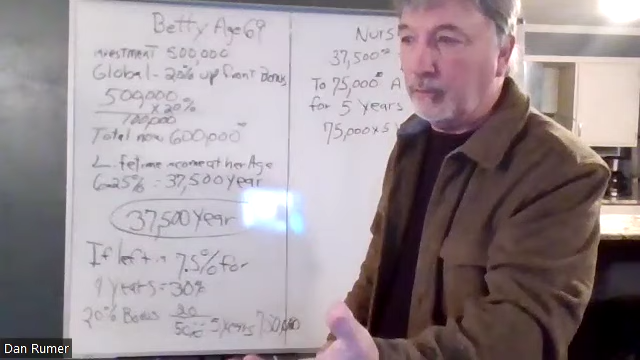 Betty Age 69
Investment 500,000
Global - 20% up front Bonus
500,000
x 20%
100,000
Total now 600,000
Lifetime income at her Age
6.25% = 37,500 year
37,500 year
If left in 7.5% for
years = 30%
20% Bonus 20
50 5 years
Nurs
37,500
To 75,000 A
for 5 years
75,000 x 5
Dan Rumer